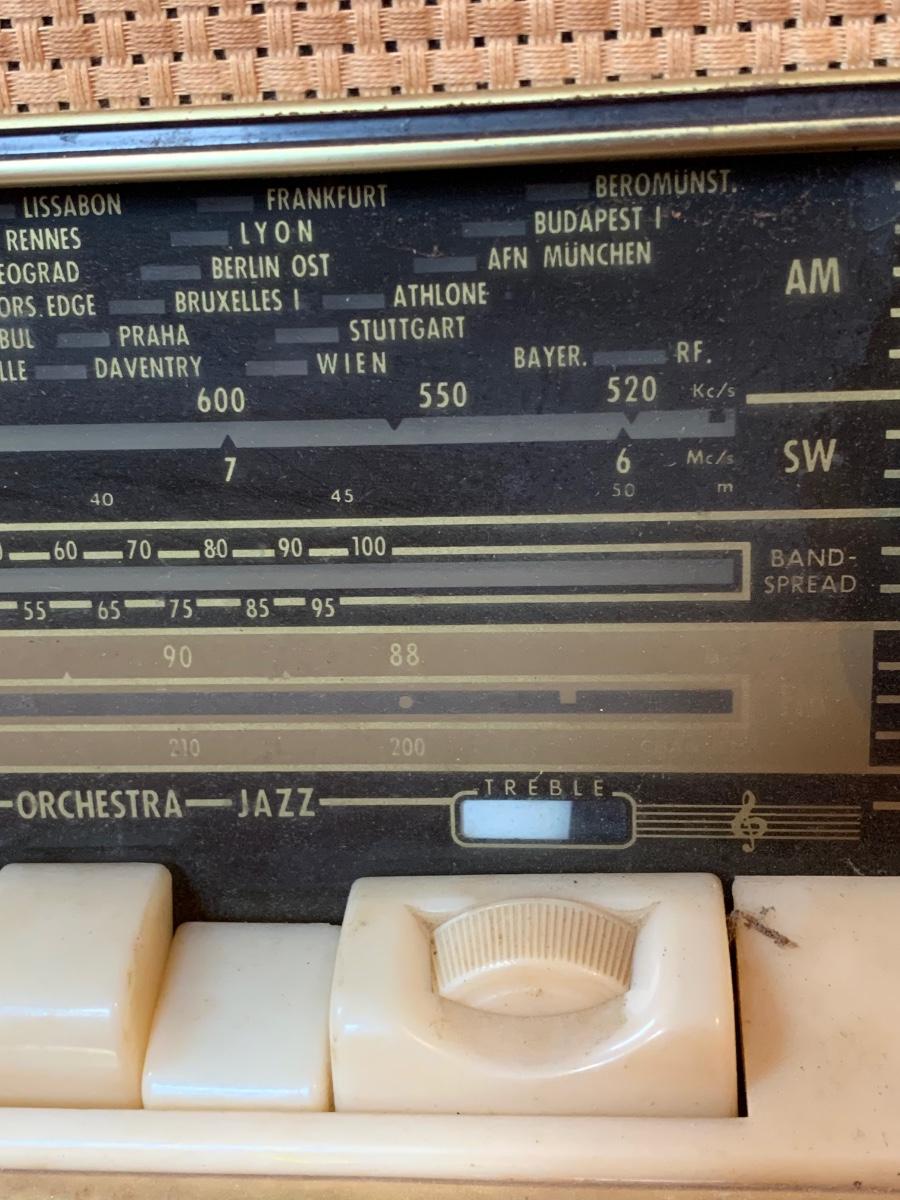 LISSABON FRANKFURT BEROMÜNST.
RENNES LYON BUDAPEST I
EOGRAD BERLIN OST AFN MÜNCHEN
ORS. EDGE BRUXELLES I ATHLONE
AM
BUL PRAHA STUTTGART
LLE DAVENTRY WIEN BAYER. RF.
600 550 520 Kc/s
7 6 Mc/s
SW
40 45 50 m
60 70 80 90 100
BAND-
SPREAD
55 65 75 85 95
90 88
210 200
ORCHESTRA JAZZ TREBLE